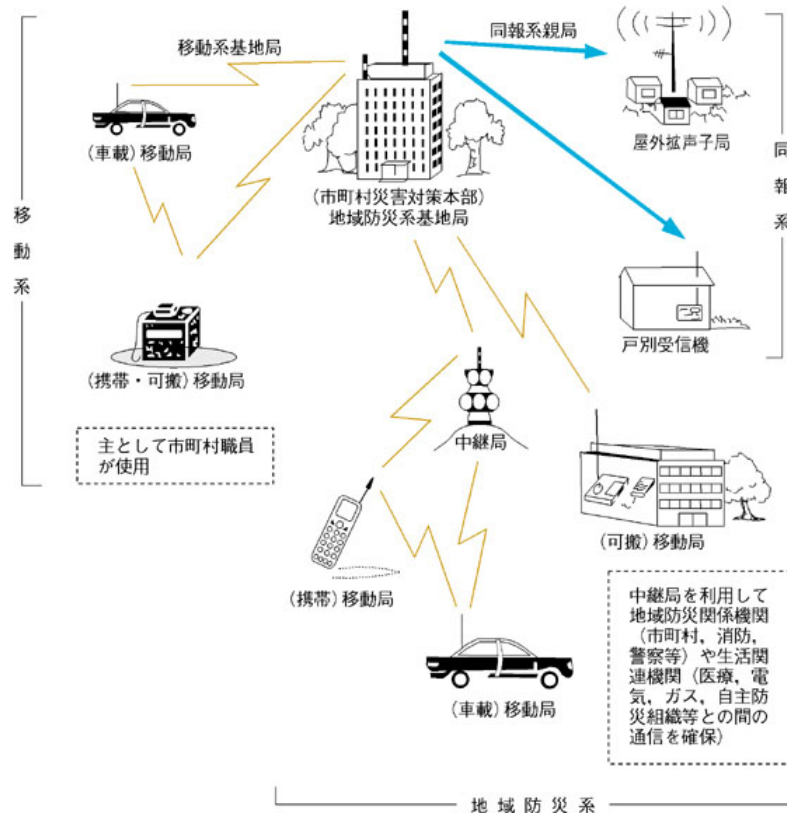 移動系基地局
同報系親局
屋外拡声子局
(車載)移動局
(市町村災害対策本部)
地域防災系基地局
移動系
同報系
戸別受信機
(携帯・可搬)移動局
主として市町村職員
が使用
中継局
(可搬)移動局
(携帯)移動局
中継局を利用して
地域防災関係機関
(市町村,消防,
警察等)や生活関
連機関(医療,電
気,ガス,自主防
災組織等との間の
通信を確保)
(車載)移動局
地域防災系